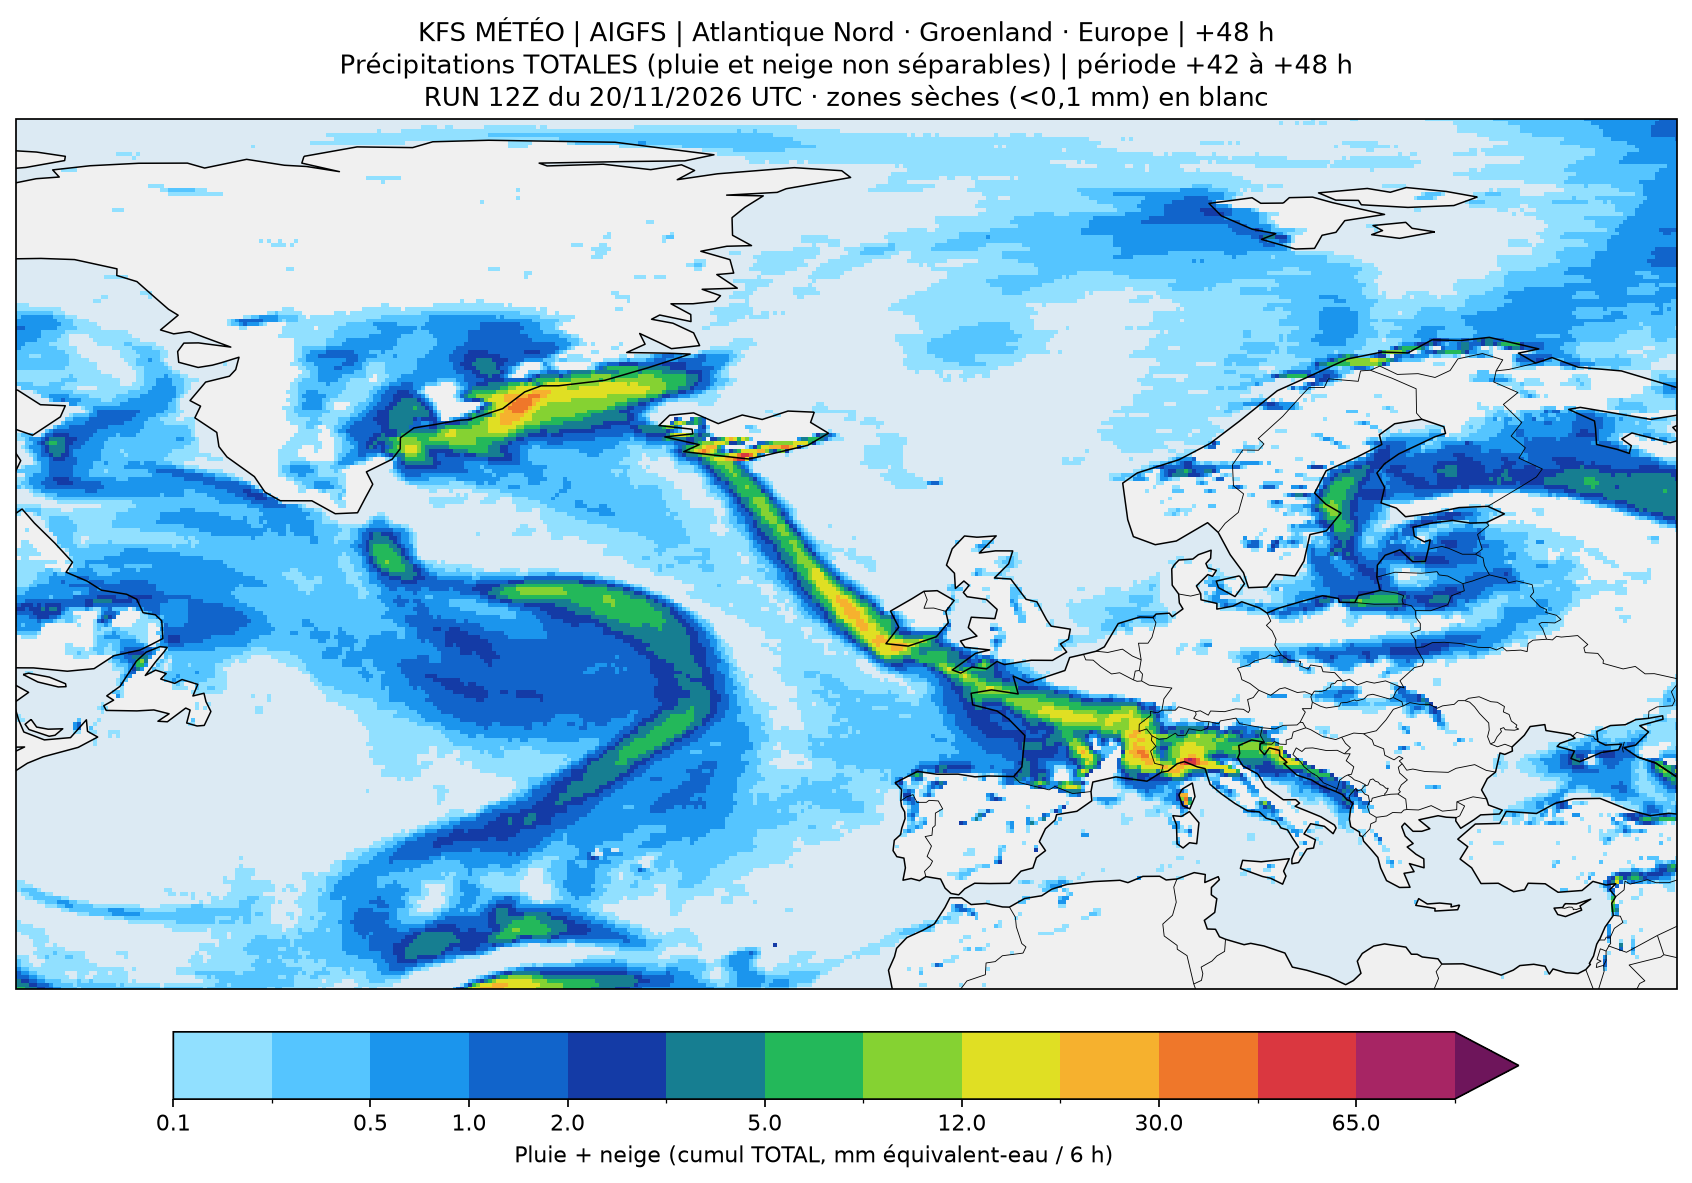 KFS MÉTÉO | AIGFS | Atlantique Nord · Groenland · Europe | +48 h
Précipitations TOTALES (pluie et neige non séparables) | période +42 à +48 h
RUN 12Z du 20/11/2026 UTC · zones sèches (<0,1 mm) en blanc
0.1 0.5 1.0 2.0 5.0 12.0 30.0 65.0
Pluie + neige (cumul TOTAL, mm équivalent-eau / 6 h)